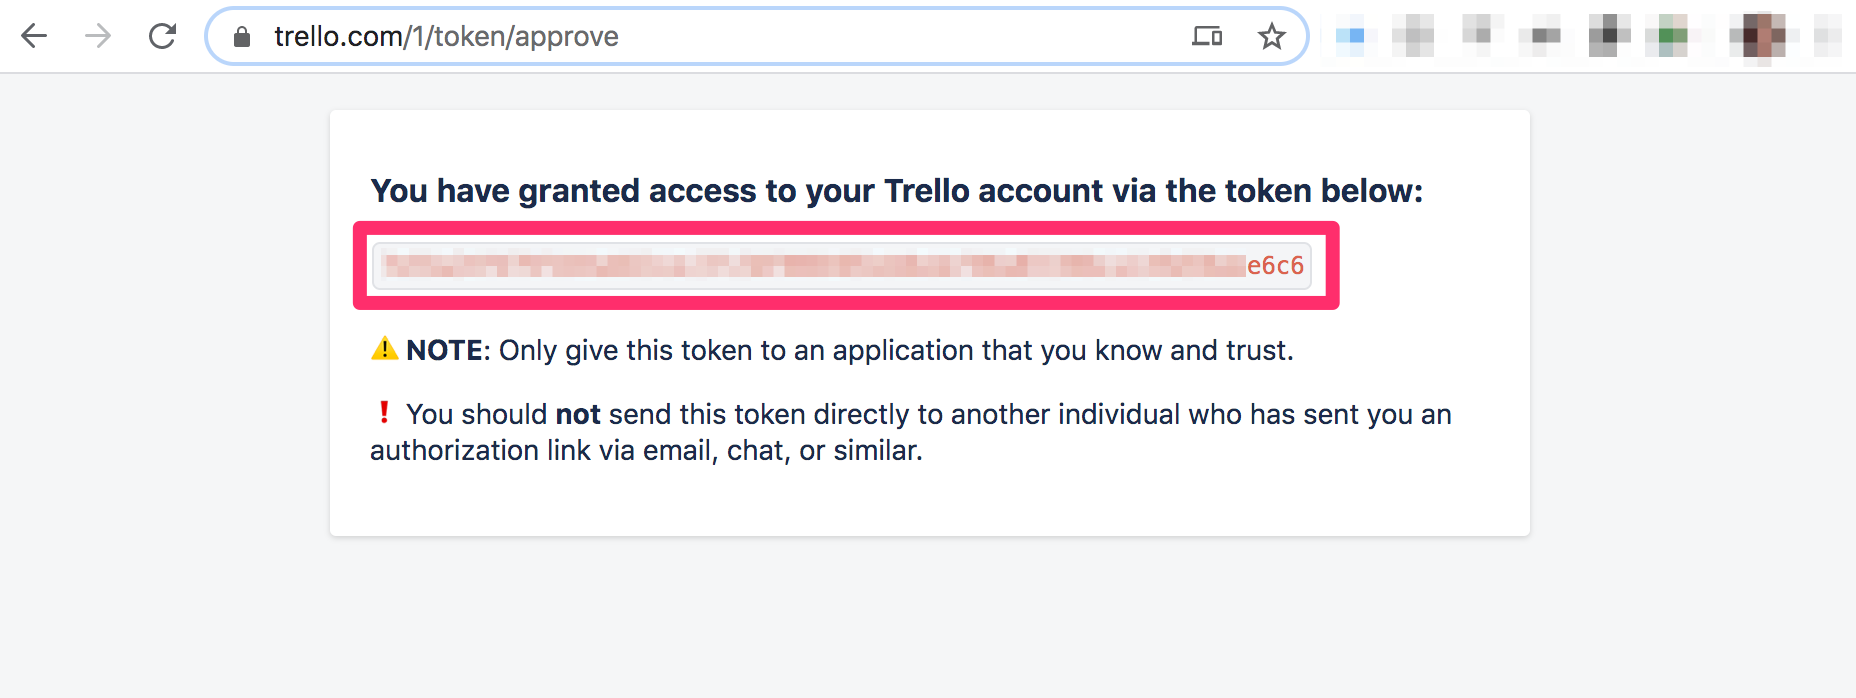 trello.com/1/token/approve
You have granted access to your Trello account via the token below:
e6c6
NOTE: Only give this token to an application that you know and trust.
You should not send this token directly to another individual who has sent you an
authorization link via email, chat, or similar.